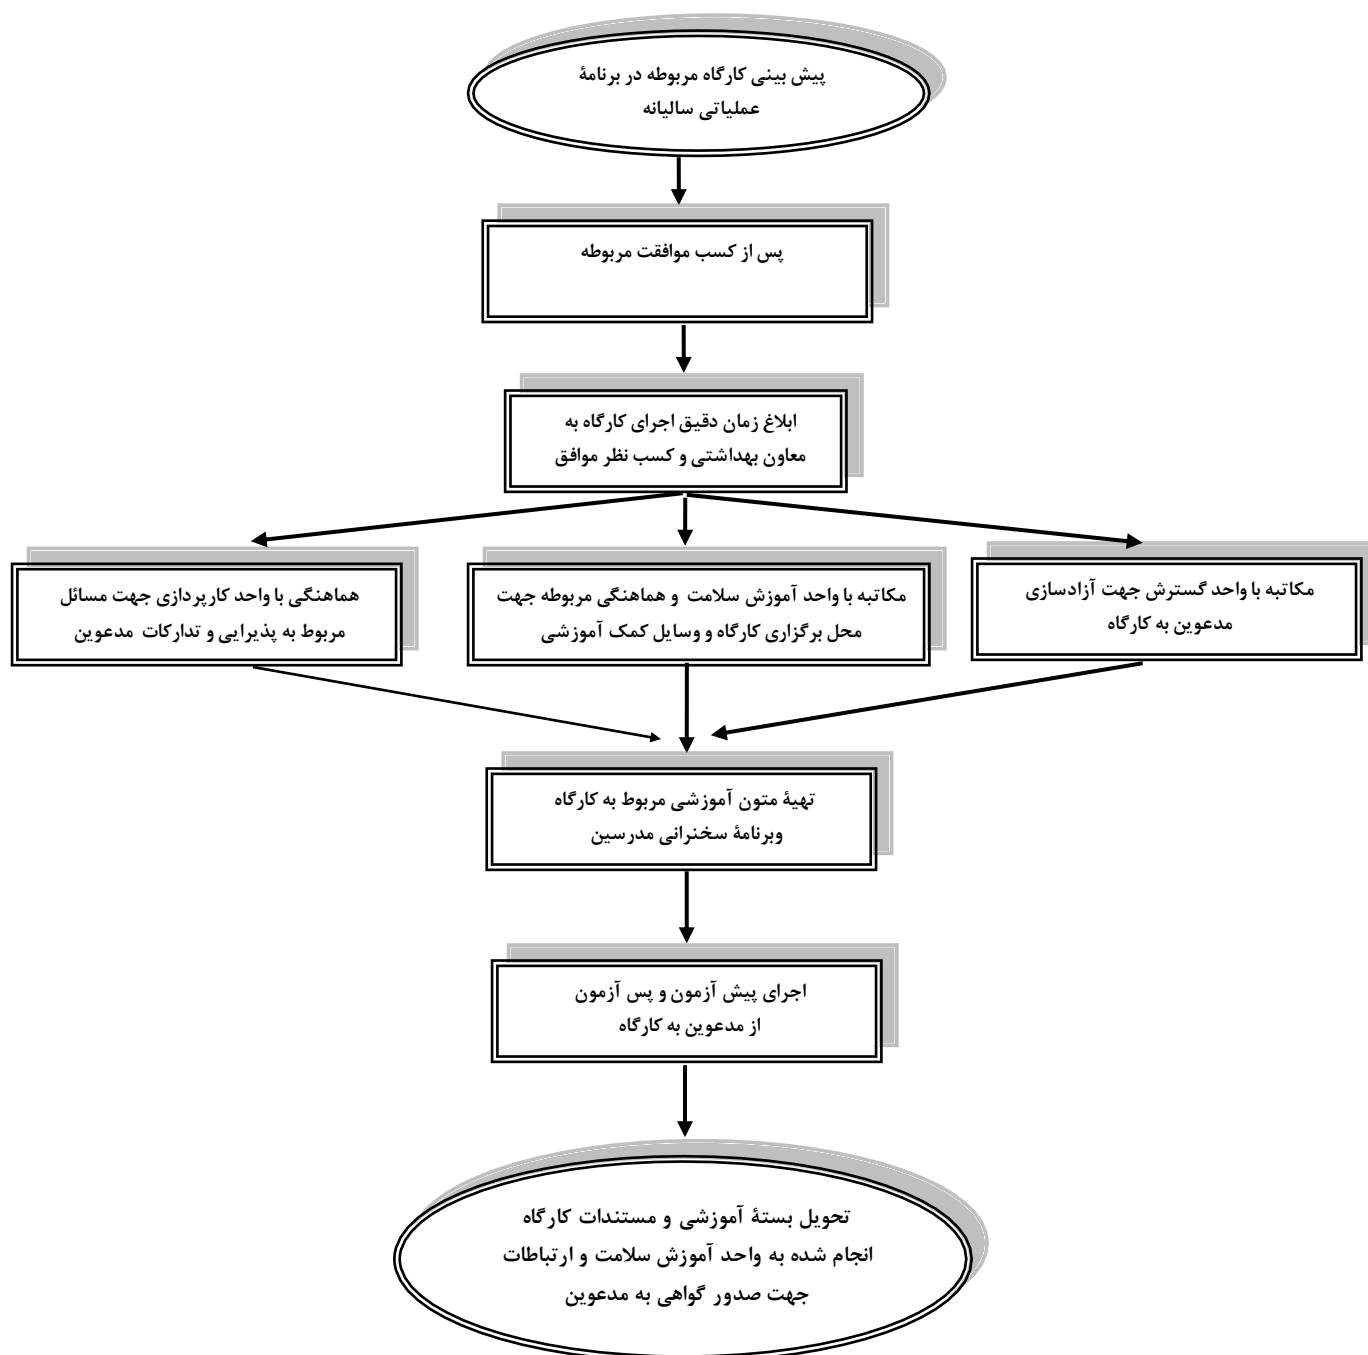 پیش بینی کارگاه مربوطه در برنامۀ
عملیاتی سالیانه
پس از کسب موافقت مربوطه
ابلاغ زمان دقیق اجرای کارگاه به
معاون بهداشتی و کسب نظر موافق
مکاتبه با واحد گسترش جهت آزادسازی
مدعوین به کارگاه
مکاتبه با واحد آموزش سلامت و هماهنگی مربوطه جهت
محل برگزاری کارگاه و وسایل کمک آموزشی
هماهنگی با واحد کارپردازی جهت مسائل
مربوط به پذیرایی و تدارکات مدعوین
تهیۀ متون آموزشی مربوط به کارگاه
وبرنامۀ سخنرانی مدرسین
اجرای پیش آزمون و پس آزمون
از مدعوین به کارگاه
تحویل بستۀ آموزشی و مستندات کارگاه
انجام شده به واحد آموزش سلامت و ارتباطات
جهت صدور گواهی به مدعوین